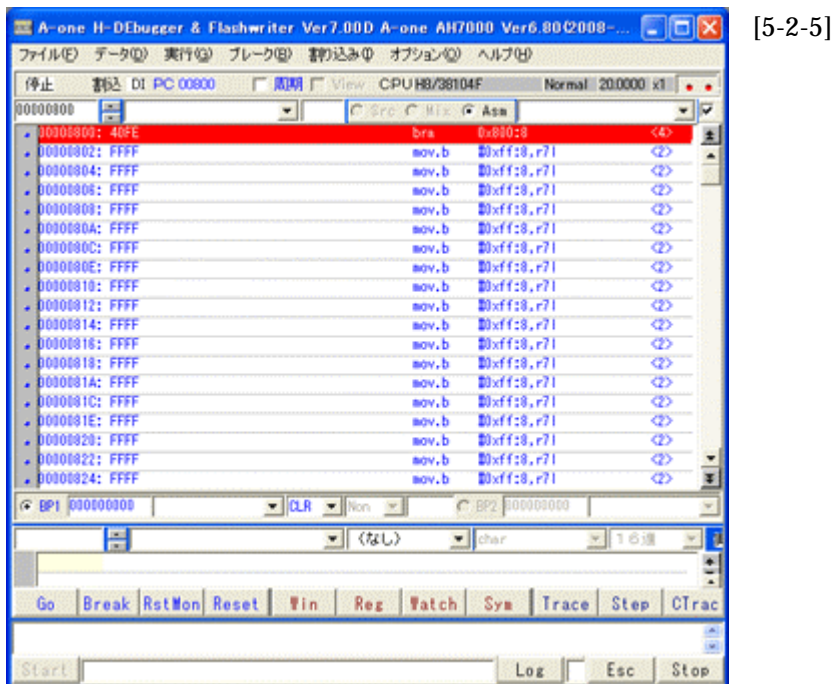 A-one H-DEbugger & Flashwriter Ver7.00D A-one AH7000 Ver6.80(2008-...
[5-2-5]
ファイル(F) データ(D) 実行(G) ブレーク(B) 割り込み(I) オプション(O) ヘルプ(H)
停止 割込 DI PC 00800 周期 View CPU H8/38104F Normal 20.0000 x1
00000800 Src Mix Asm
00000800: 40FE bra 0x800:8 <4>
00000802: FFFF mov.b #0xff:8,r7l <2>
00000804: FFFF mov.b #0xff:8,r7l <2>
00000806: FFFF mov.b #0xff:8,r7l <2>
00000808: FFFF mov.b #0xff:8,r7l <2>
0000080A: FFFF mov.b #0xff:8,r7l <2>
0000080C: FFFF mov.b #0xff:8,r7l <2>
0000080E: FFFF mov.b #0xff:8,r7l <2>
00000810: FFFF mov.b #0xff:8,r7l <2>
00000812: FFFF mov.b #0xff:8,r7l <2>
00000814: FFFF mov.b #0xff:8,r7l <2>
00000816: FFFF mov.b #0xff:8,r7l <2>
00000818: FFFF mov.b #0xff:8,r7l <2>
0000081A: FFFF mov.b #0xff:8,r7l <2>
0000081C: FFFF mov.b #0xff:8,r7l <2>
0000081E: FFFF mov.b #0xff:8,r7l <2>
00000820: FFFF mov.b #0xff:8,r7l <2>
00000822: FFFF mov.b #0xff:8,r7l <2>
00000824: FFFF mov.b #0xff:8,r7l <2>
BP1 000000000 CLR Non BP2 000000000
(なし) char 16進
Go Break RstMon Reset Win Reg Watch Sym Trace Step CTrac
Start Log Esc Stop